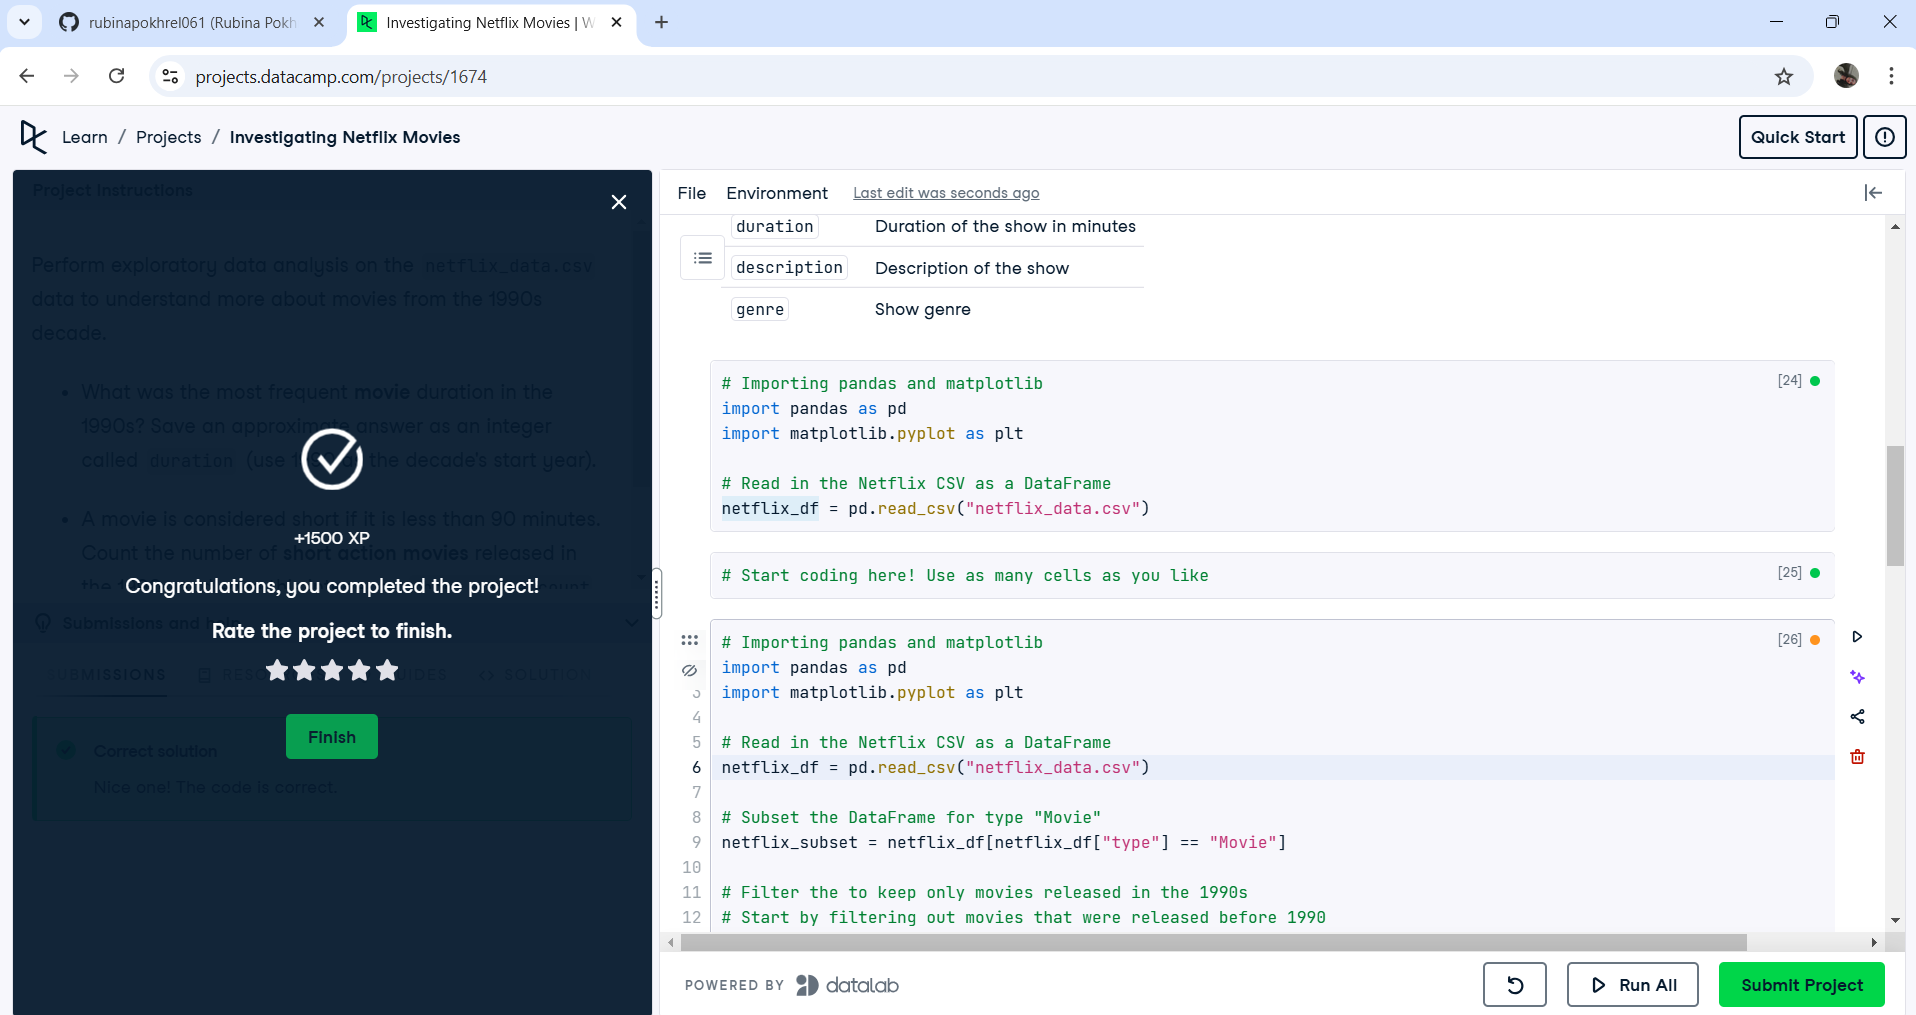 rubinapokhrel061 (Rubina Pokh
Investigating Netflix Movies | W
projects.datacamp.com/projects/1674
Learn / Projects / Investigating Netflix Movies
Quick Start
Project Instructions
Perform exploratory data analysis on the netflix_data.csv
data to understand more about movies from the 1990s
decade.
• What was the most frequent movie duration in the
1990s? Save an approximate answer as an integer
called duration (use 1990 as the decade's start year).
• A movie is considered short if it is less than 90 minutes.
Count the number of short action movies released in
+1500 XP
Congratulations, you completed the project!
Submissions and
Rate the project to finish.
SUBMISSIONS
GUIDES
SOLUTION
Finish
Correct solution
Nice one! The code is correct.
File Environment Last edit was seconds ago
duration Duration of the show in minutes
description Description of the show
genre Show genre
# Importing pandas and matplotlib
[24]
import pandas as pd
import matplotlib.pyplot as plt
# Read in the Netflix CSV as a DataFrame
netflix_df = pd.read_csv("netflix_data.csv")
# Start coding here! Use as many cells as you like
[25]
# Importing pandas and matplotlib
[26]
import pandas as pd
import matplotlib.pyplot as plt
4
5 # Read in the Netflix CSV as a DataFrame
6 netflix_df = pd.read_csv("netflix_data.csv")
7
8 # Subset the DataFrame for type "Movie"
9 netflix_subset = netflix_df[netflix_df["type"] == "Movie"]
10
11 # Filter the to keep only movies released in the 1990s
12 # Start by filtering out movies that were released before 1990
POWERED BY datalab
Run All
Submit Project